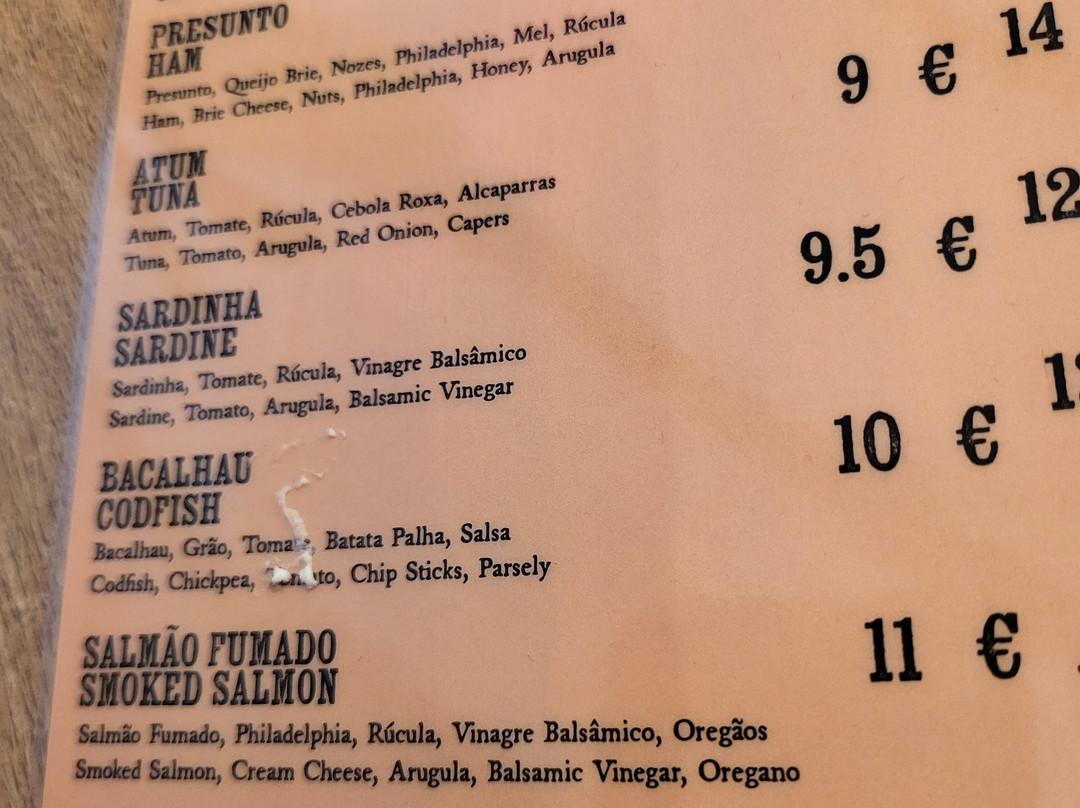 PRESUNTO
HAM
Presunto, Queijo Brie, Nozes, Philadelphia, Mel, Rúcula
Ham, Brie Cheese, Nuts, Philadelphia, Honey, Arugula
9 € 14
ATUM
TUNA
Atum, Tomate, Rúcula, Cebola Roxa, Alcaparras
Tuna, Tomato, Arugula, Red Onion, Capers
9.5 € 12
SARDINHA
SARDINE
Sardinha, Tomate, Rúcula, Vinagre Balsâmico
Sardine, Tomato, Arugula, Balsamic Vinegar
10 €
BACALHAU
CODFISH
Bacalhau, Grão, Tomate, Batata Palha, Salsa
Codfish, Chickpea, Tomato, Chip Sticks, Parsely
11 €
SALMÃO FUMADO
SMOKED SALMON
Salmão Fumado, Philadelphia, Rúcula, Vinagre Balsâmico, Oregãos
Smoked Salmon, Cream Cheese, Arugula, Balsamic Vinegar, Oregano